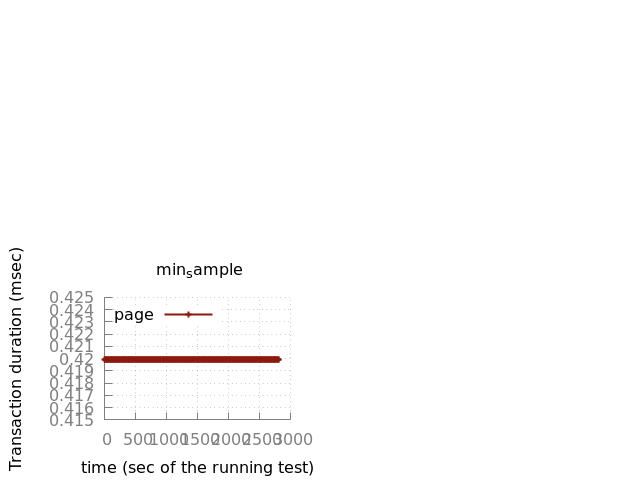 min_sample
Transaction duration (msec)
0.425
0.424
0.423
0.422
0.421
0.42
0.419
0.418
0.417
0.416
0.415
page
0 500 1000 1500 2000 2500 3000
time (sec of the running test)